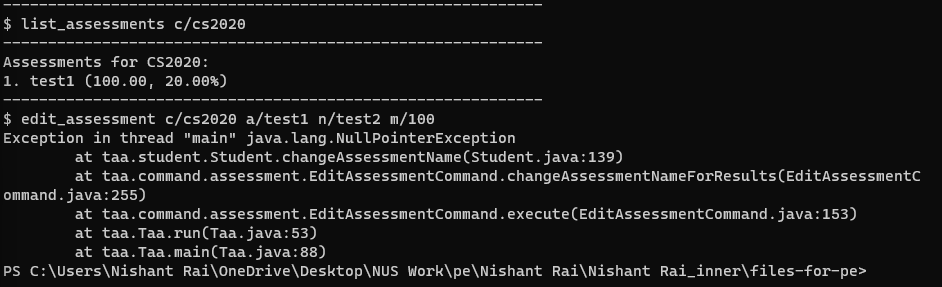 ------------------------------------------------------------
$ list_assessments c/cs2020
------------------------------------------------------------
Assessments for CS2020:
1. test1 (100.00, 20.00%)
------------------------------------------------------------
$ edit_assessment c/cs2020 a/test1 n/test2 m/100
Exception in thread "main" java.lang.NullPointerException
        at taa.student.Student.changeAssessmentName(Student.java:139)
        at taa.command.assessment.EditAssessmentCommand.changeAssessmentNameForResults(EditAssessmentC
ommand.java:255)
        at taa.command.assessment.EditAssessmentCommand.execute(EditAssessmentCommand.java:153)
        at taa.Taa.run(Taa.java:53)
        at taa.Taa.main(Taa.java:88)
PS C:\Users\Nishant Rai\OneDrive\Desktop\NUS Work\pe\Nishant Rai\Nishant Rai_inner\files-for-pe>